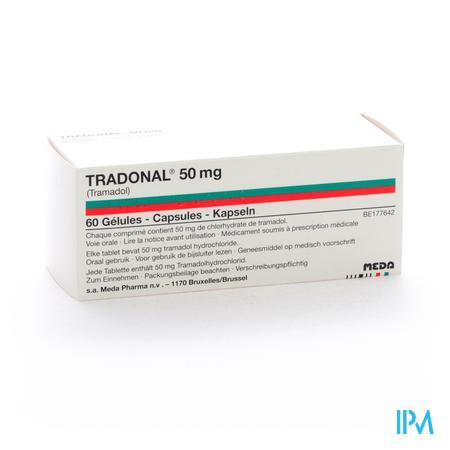 TRADONAL® 50 mg
TRADONAL® 50 mg
(Tramadol)
60 Gélules - Capsules - Kapseln
BE177642
Chaque comprimé contient 50 mg de chlorhydrate de tramadol.
Voie orale - Lire la notice avant utilisation - Médicament soumis à prescription médicale
Elke tablet bevat 50 mg tramadol hydrochloride.
Oraal gebruik - Voor gebruik de bijsluiter lezen - Geneesmiddel op medisch voorschrift
Jede Tablette enthält 50 mg Tramadolhydrochlorid.
Zum Einnehmen - Packungsbeilage beachten - Verschreibungspflichtig
s.a. Meda Pharma n.v. - 1170 Bruxelles/Brussel
MEDA
IPM